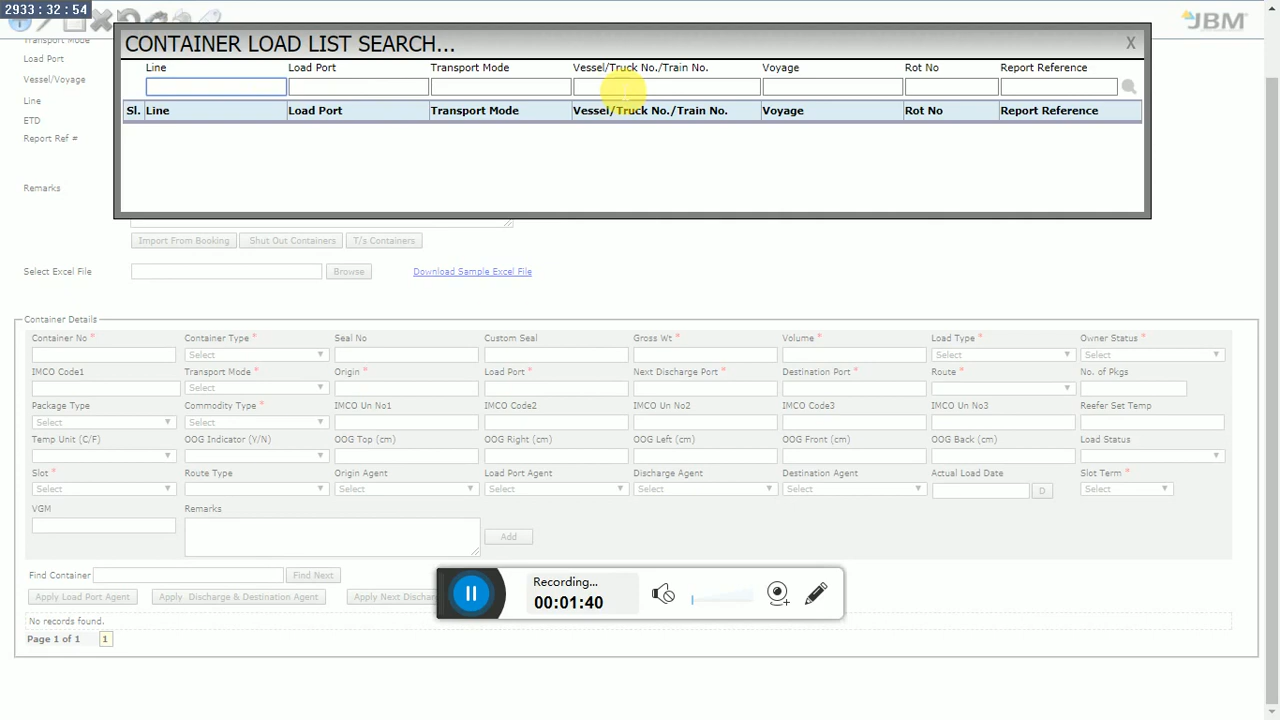 2933:32:54
JBM
Transport Mode
Load Port
Vessel/Voyage
Line
ETD
Report Ref #
Remarks
CONTAINER LOAD LIST SEARCH...
X
Line Load Port Transport Mode Vessel/Truck No./Train No. Voyage Rot No Report Reference
Sl. Line Load Port Transport Mode Vessel/Truck No./Train No. Voyage Rot No Report Reference
Import From Booking Shut Out Containers T/s Containers
Select Excel File Browse Download Sample Excel File
Container Details
Container No * Container Type * Seal No Custom Seal Gross Wt * Volume * Load Type * Owner Status *
Select Select Select
IMCO Code1 Transport Mode * Origin * Load Port * Next Discharge Port * Destination Port * Route * No. of Pkgs
Select
Package Type Commodity Type * IMCO Un No1 IMCO Code2 IMCO Un No2 IMCO Code3 IMCO Un No3 Reefer Set Temp
Select Select
Temp Unit (C/F) OOG Indicator (Y/N) OOG Top (cm) OOG Right (cm) OOG Left (cm) OOG Front (cm) OOG Back (cm) Load Status
Slot * Route Type Origin Agent Load Port Agent Discharge Agent Destination Agent Actual Load Date Slot Term *
Select Select Select Select Select D Select
VGM Remarks
Add
Find Container Find Next
Apply Load Port Agent Apply Discharge & Destination Agent Apply Next Dischar
Recording...
00:01:40
No records found.
Page 1 of 1 1